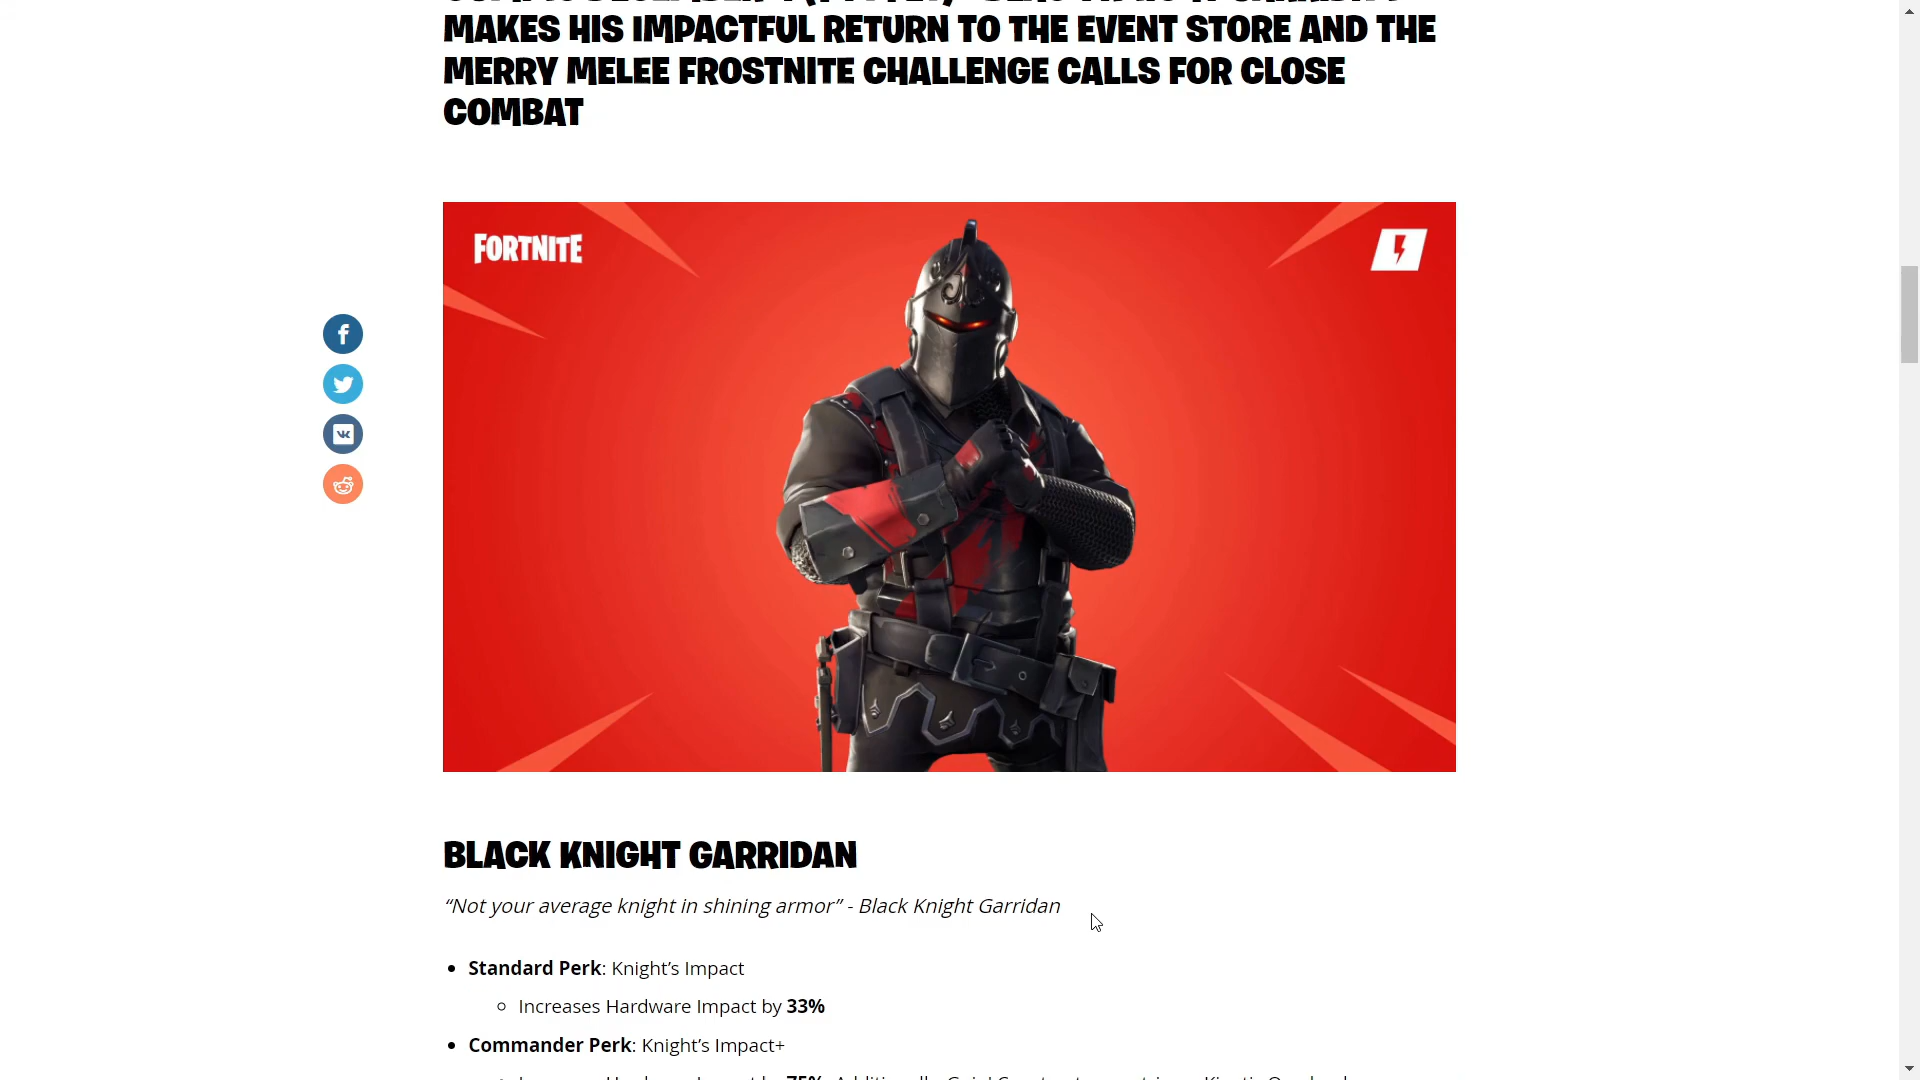 MAKES HIS IMPACTFUL RETURN TO THE EVENT STORE AND THE
MERRY MELEE FROSTNITE CHALLENGE CALLS FOR CLOSE
COMBAT
FORTNITE
BLACK KNIGHT GARRIDAN
“Not your average knight in shining armor” - Black Knight Garridan
• Standard Perk: Knight’s Impact
○ Increases Hardware Impact by 33%
• Commander Perk: Knight’s Impact+